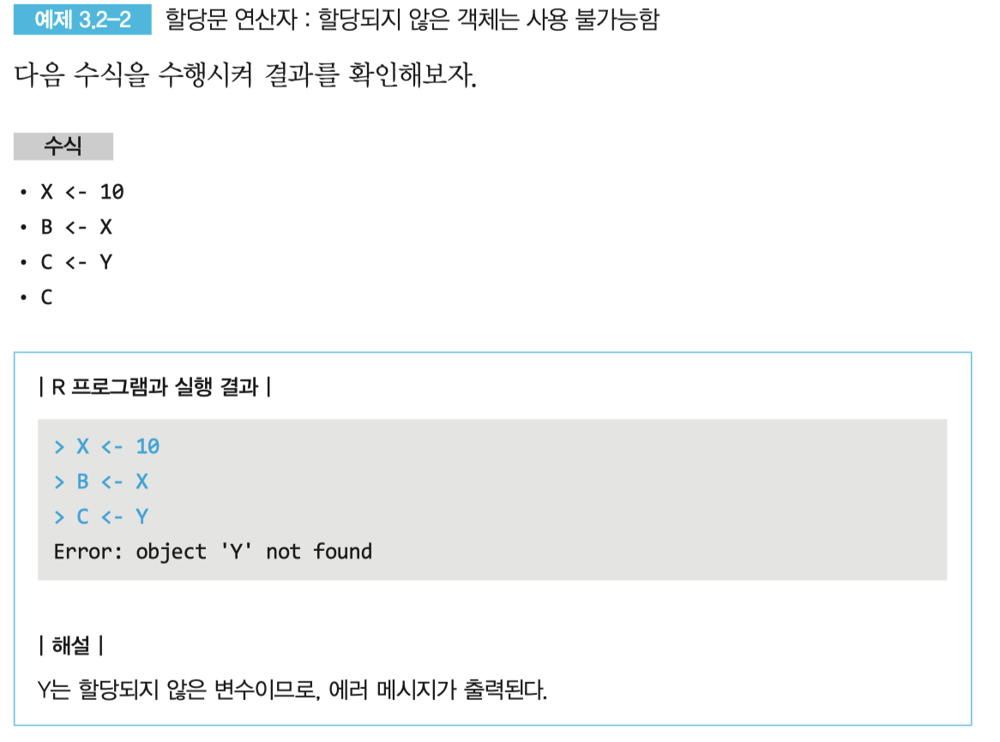 예제 3.2-2 할당문 연산자 : 할당되지 않은 객체는 사용 불가능함
다음 수식을 수행시켜 결과를 확인해보자.
수식
• X <- 10
• B <- X
• C <- Y
• C
| R 프로그램과 실행 결과 |
> X <- 10
> B <- X
> C <- Y
Error: object 'Y' not found
| 해설 |
Y는 할당되지 않은 변수이므로, 에러 메시지가 출력된다.